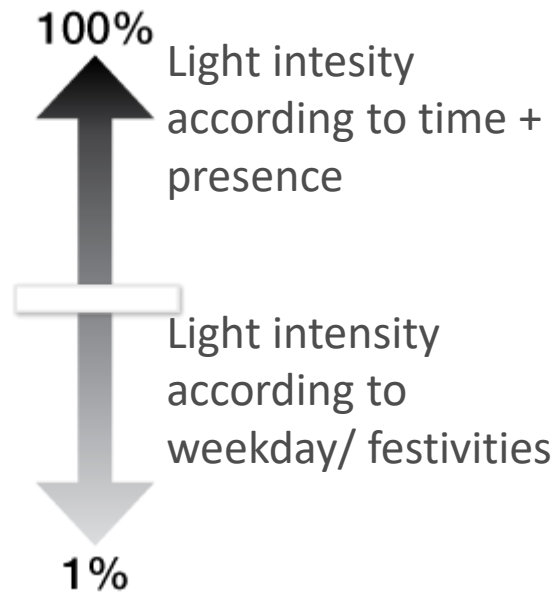 100%
Light intesity
according to time +
presence
Light intensity
according to
weekday/ festivities
1%